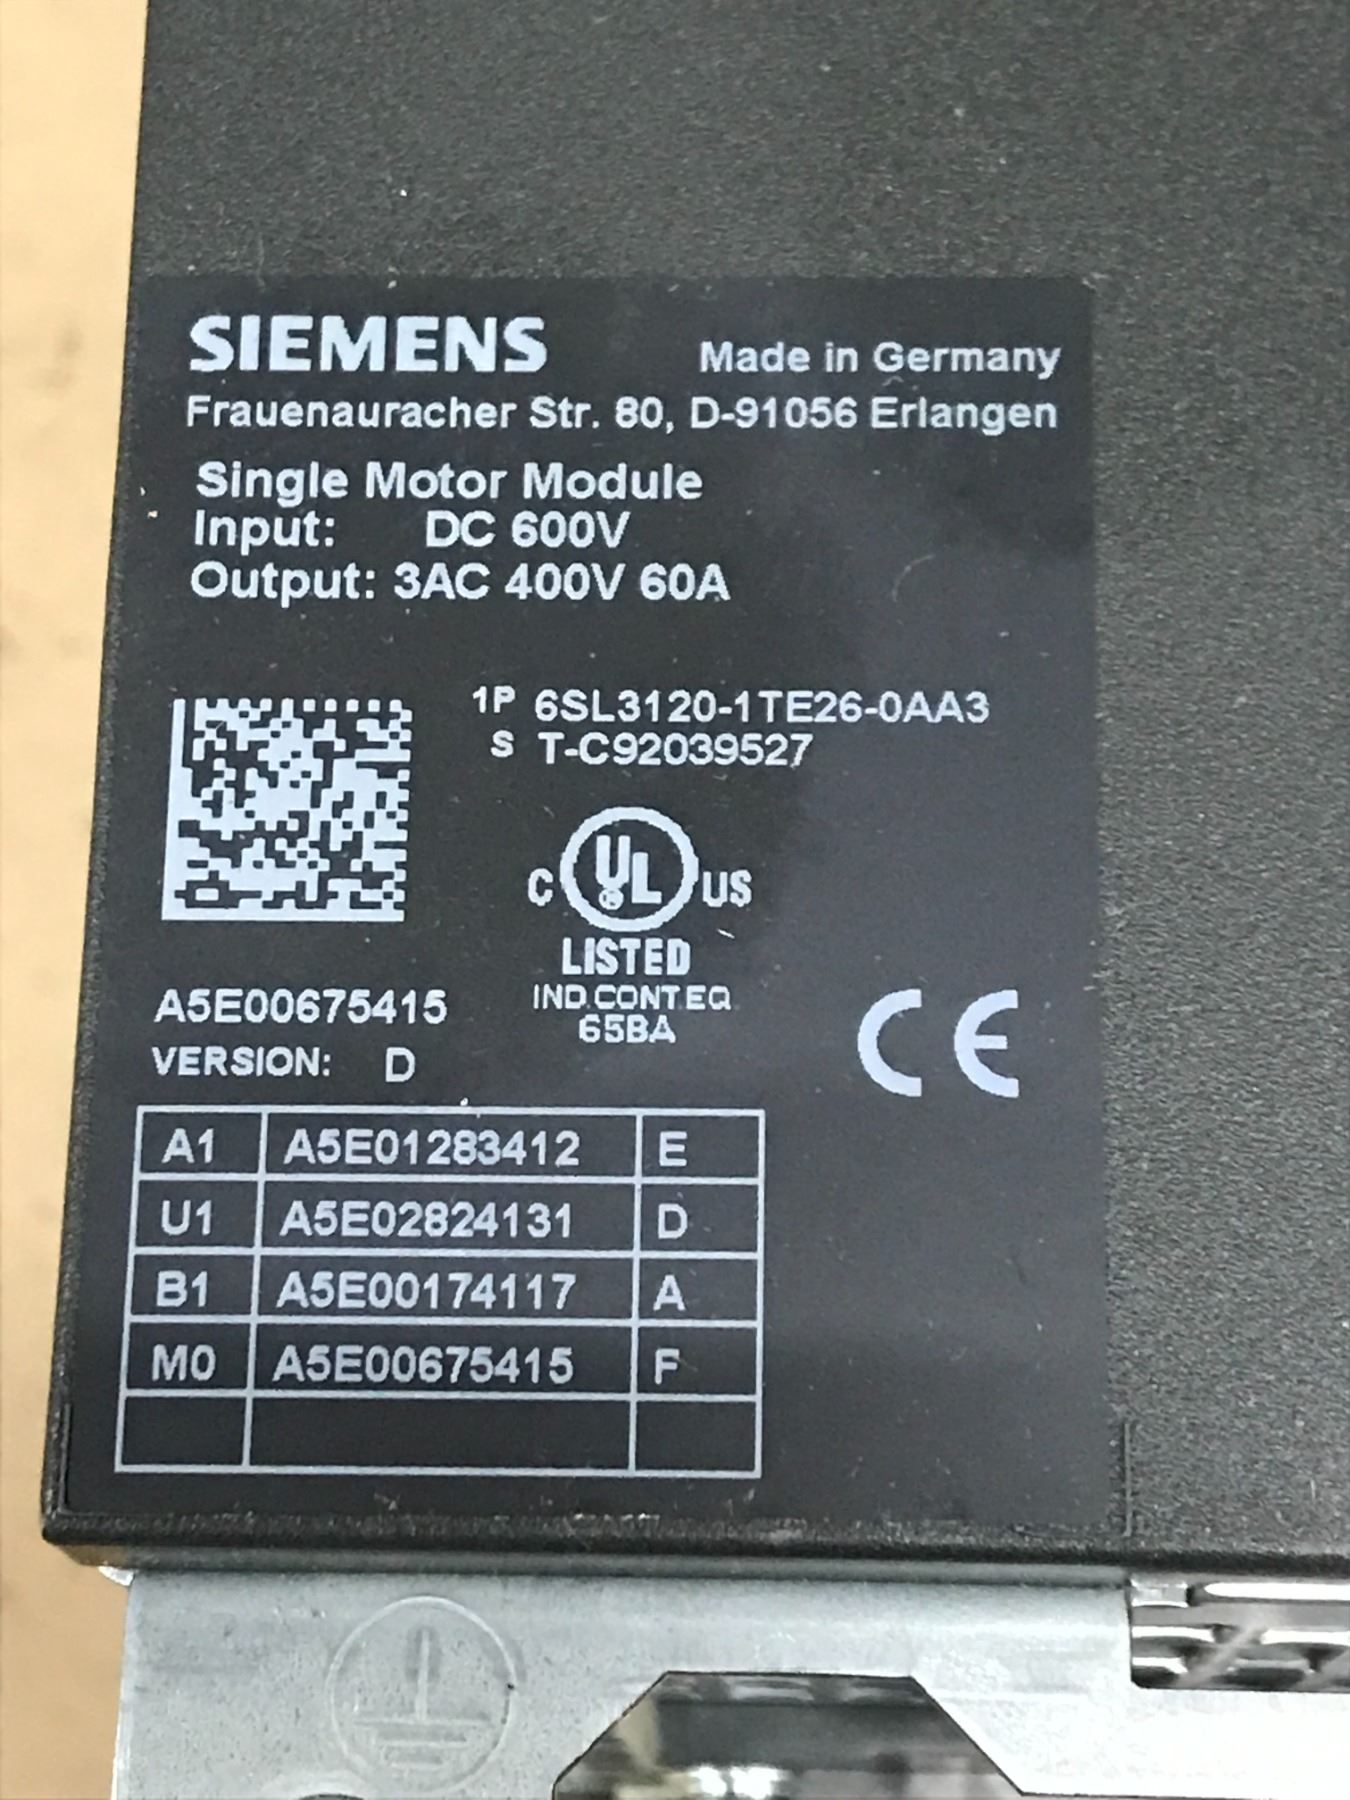 SIEMENS Made in Germany
Frauenauracher Str. 80, D-91056 Erlangen
Single Motor Module
Input: DC 600V
Output: 3AC 400V 60A
1P 6SL3120-1TE26-0AA3
S T-C92039527
C UL ® US
LISTED
IND.CONT.EQ
65BA
A5E00675415
VERSION: D
CE
A1 A5E01283412 E
U1 A5E02824131 D
B1 A5E00174117 A
M0 A5E00675415 F